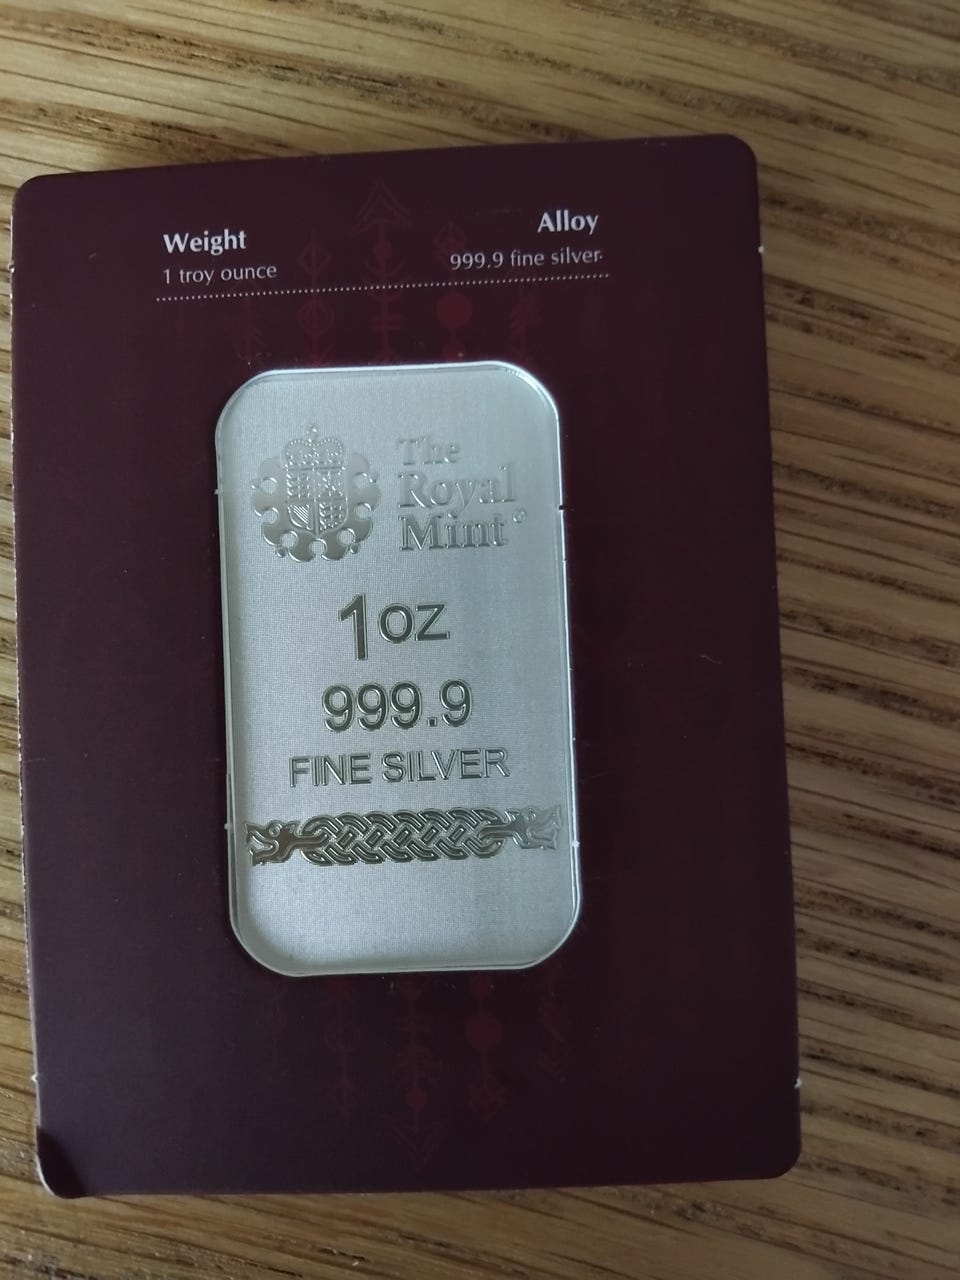 Weight
1 troy ounce
Alloy
999.9 fine silver
The
Royal
Mint®
1oz
999.9
FINE SILVER